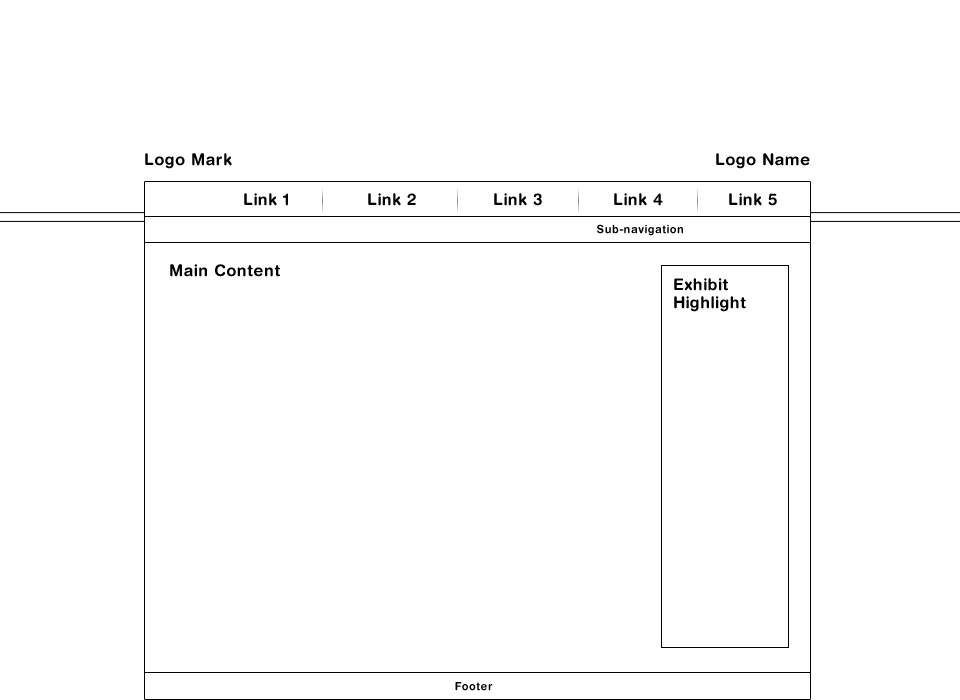 Logo Mark
Logo Name
Link 1
Link 2
Link 3
Link 4
Link 5
Sub-navigation
Main Content
Exhibit
Highlight
Footer